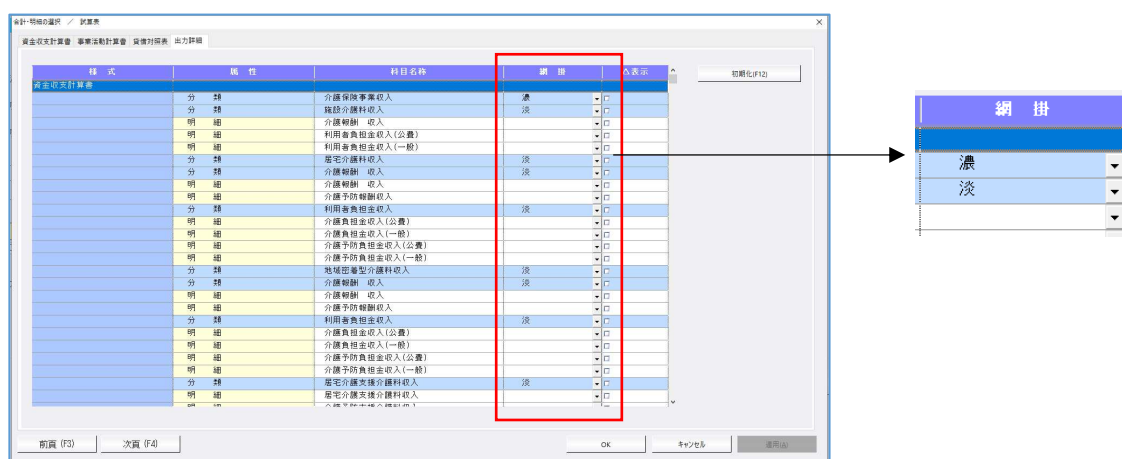 会計・明細の選択 ／ 試算表 ×
資金収支計算書 事業活動計算書 貸借対照表 出力詳細
様 式 属 性 科目名称 網 掛 △表示 初期化(F12)
資金収支計算書
分 類 介護保険事業収入 濃
分 類 施設介護料収入 淡
明 細 介護報酬 収入
明 細 利用者負担金収入(公費)
明 細 利用者負担金収入(一般)
分 類 居宅介護料収入 淡
分 類 介護報酬 収入 淡
明 細 介護報酬 収入
明 細 介護予防報酬収入
分 類 利用者負担金収入 淡
明 細 介護負担金収入(公費)
明 細 介護負担金収入(一般)
明 細 介護予防負担金収入(公費)
明 細 介護予防負担金収入(一般)
分 類 地域密着型介護料収入 淡
分 類 介護報酬 収入 淡
明 細 介護報酬 収入
明 細 介護予防報酬収入
分 類 利用者負担金収入 淡
明 細 介護負担金収入(公費)
明 細 介護負担金収入(一般)
明 細 介護予防負担金収入(公費)
明 細 介護予防負担金収入(一般)
分 類 居宅介護支援介護料収入 淡
明 細 居宅介護支援介護料収入
前頁 (F3) 次頁 (F4) OK キャンセル 適用(A)
網 掛
濃
淡